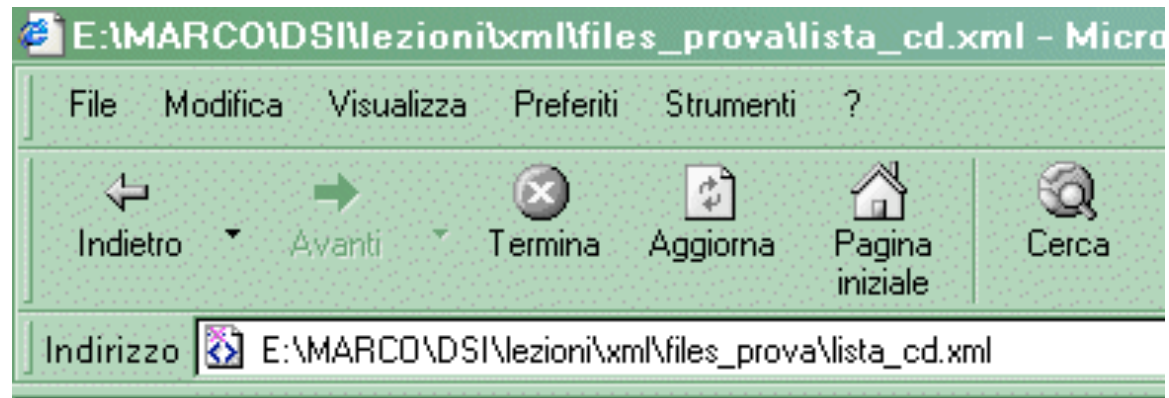 E:\MARCO\DSI\lezioni\xml\files_prova\lista_cd.xml - Micro
File Modifica Visualizza Preferiti Strumenti ?
Indietro Avanti Termina Aggiorna Pagina iniziale Cerca
Indirizzo E:\MARCO\DSI\lezioni\xml\files_prova\lista_cd.xml